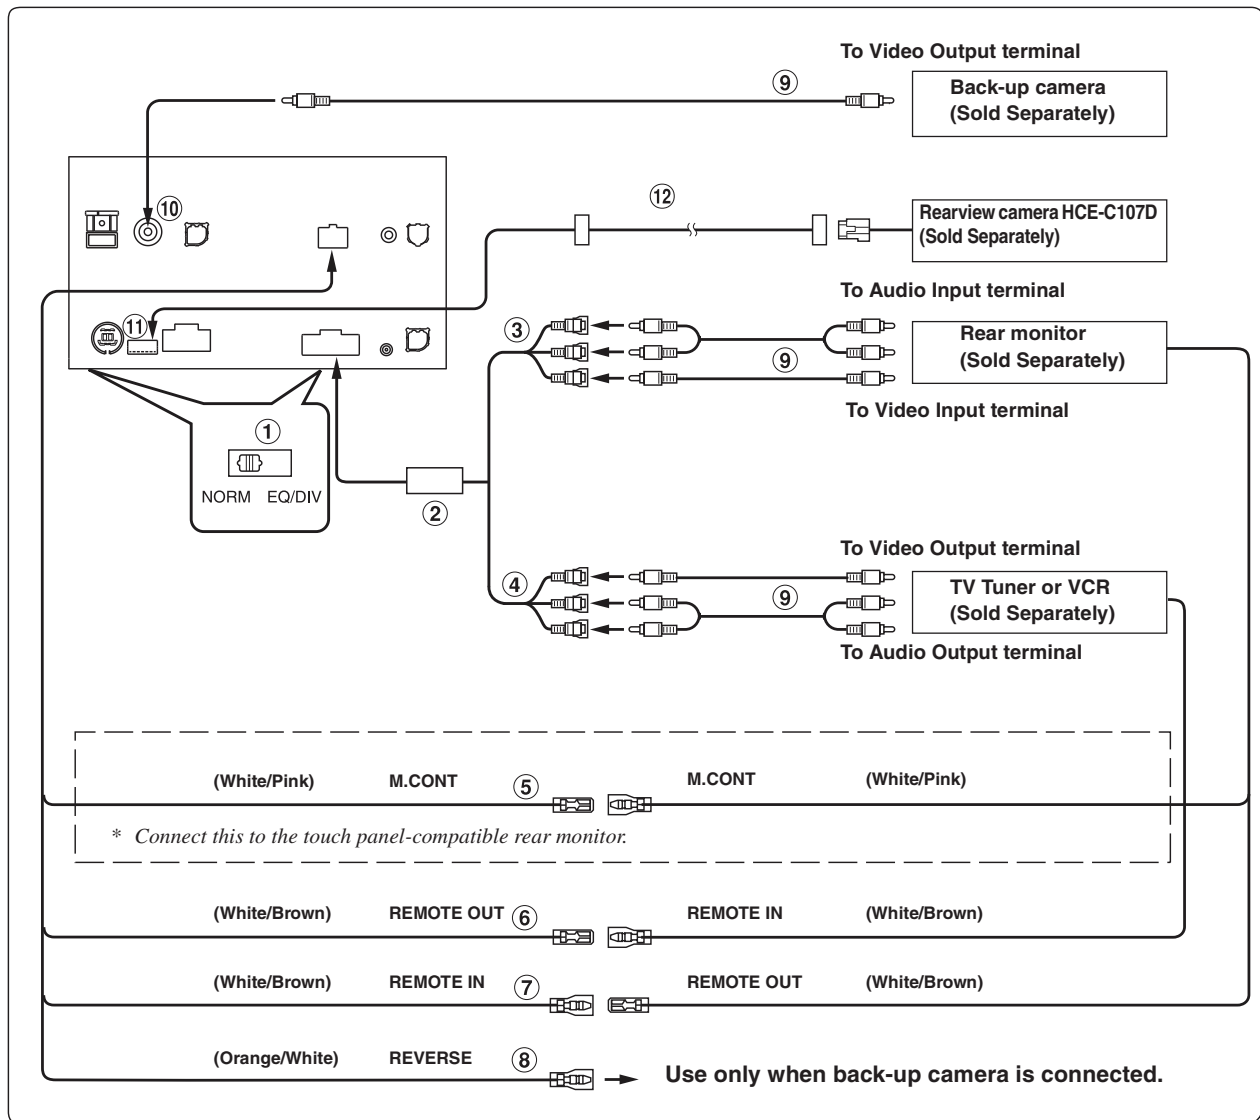 To Video Output terminal
⑨
Back-up camera
(Sold Separately)
⑩
⑫
Rearview camera HCE-C107D
(Sold Separately)
To Audio Input terminal
⑪
③
Rear monitor
(Sold Separately)
⑨
To Video Input terminal
①
NORM EQ/DIV
②
To Video Output terminal
④
⑨
TV Tuner or VCR
(Sold Separately)
To Audio Output terminal
(White/Pink) M.CONT ⑤ M.CONT (White/Pink)
* Connect this to the touch panel-compatible rear monitor.
(White/Brown) REMOTE OUT ⑥ REMOTE IN (White/Brown)
(White/Brown) REMOTE IN ⑦ REMOTE OUT (White/Brown)
(Orange/White) REVERSE ⑧ Use only when back-up camera is connected.